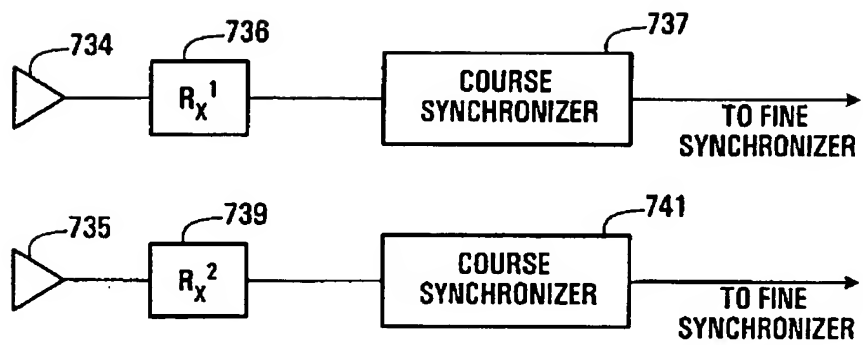 734
736
737
Rx1
COURSE
SYNCHRONIZER
TO FINE
SYNCHRONIZER
735
739
741
Rx2
COURSE
SYNCHRONIZER
TO FINE
SYNCHRONIZER